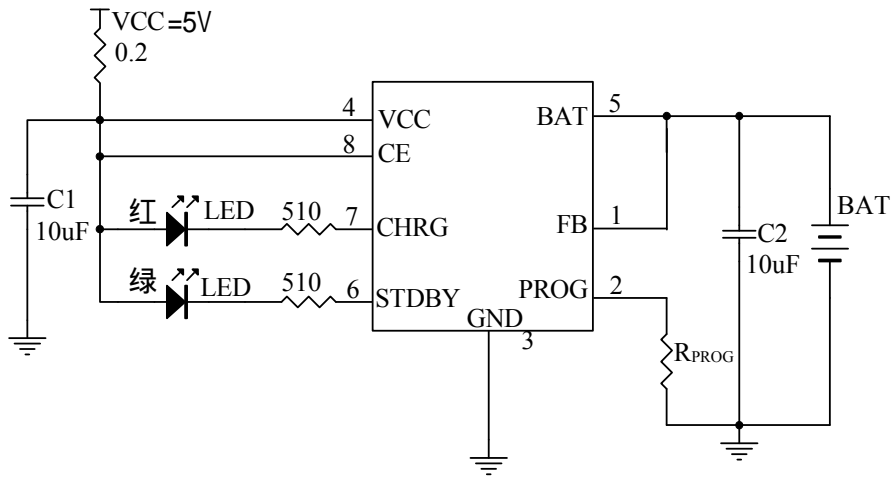 VCC=5V
0.2
4 VCC BAT 5
8 CE
C1
10uF
红 LED 510 7 CHRG FB 1
C2
10uF
BAT
绿 LED 510 6 STDBY PROG 2
GND
3
RPROG